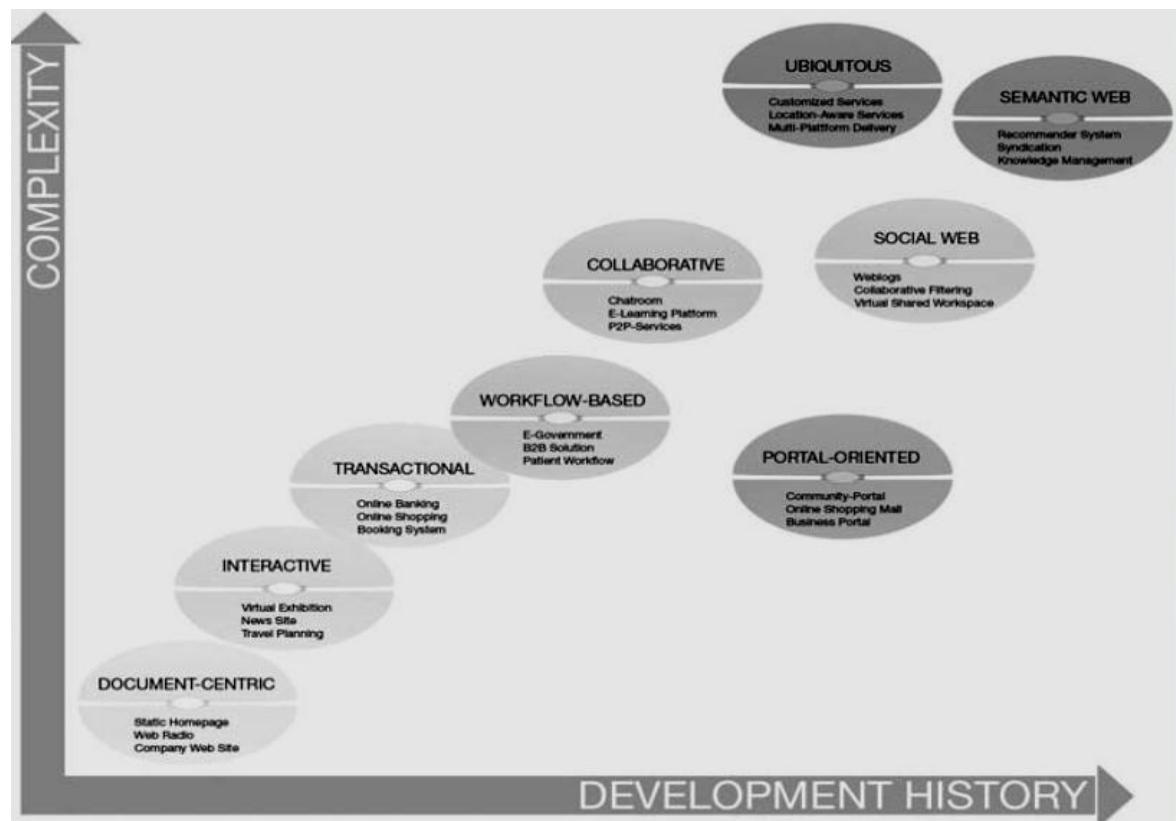 COMPLEXITY
UBIQUITOUS
Customized Services
Location-Aware Services
Multi-Plattform Delivery
SEMANTIC WEB
Recommender System
Syndication
Knowledge Management
COLLABORATIVE
Chatroom
E-Learning Platform
P2P-Services
SOCIAL WEB
Weblogs
Collaborative Filtering
Virtual Shared Workspace
WORKFLOW-BASED
E-Government
B2B Solution
Patient Workflow
PORTAL-ORIENTED
Community-Portal
Online Shopping Mall
Business Portal
TRANSACTIONAL
Online Banking
Online Shopping
Booking System
INTERACTIVE
Virtual Exhibition
News Site
Travel Planning
DOCUMENT-CENTRIC
Static Homepage
Web Radio
Company Web Site
DEVELOPMENT HISTORY